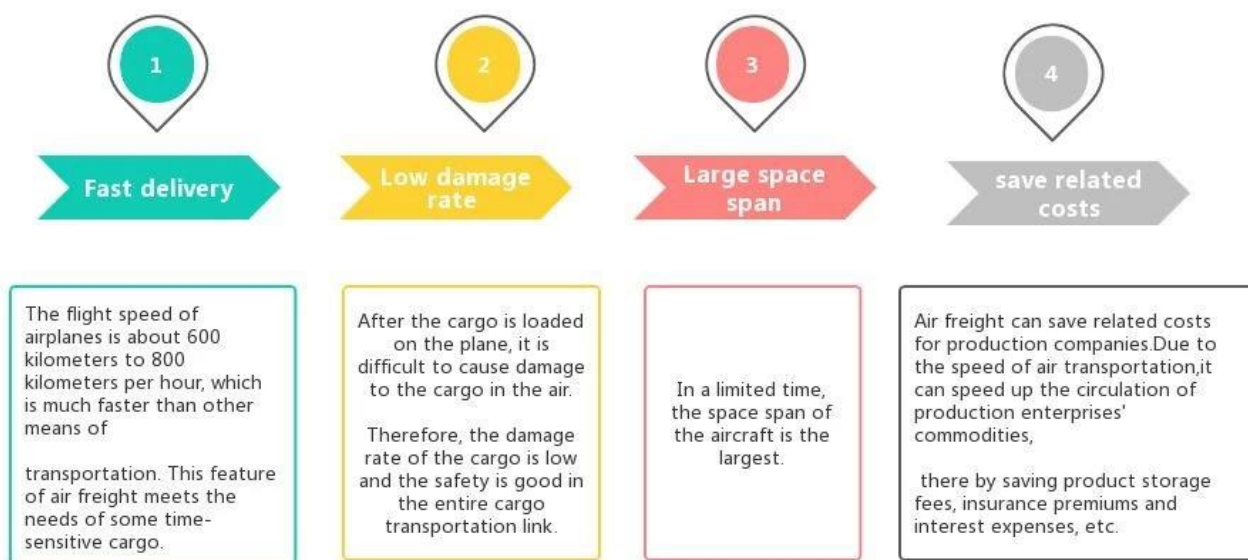 1
Fast delivery
The flight speed of
airplanes is about 600
kilometers to 800
kilometers per hour, which
is much faster than other
means of
transportation. This feature
of air freight meets the
needs of some time-
sensitive cargo.
2
Low damage
rate
After the cargo is loaded
on the plane, it is
difficult to cause damage
to the cargo in the air.
Therefore, the damage
rate of the cargo is low
and the safety is good in
the entire cargo
transportation link.
3
Large space
span
In a limited time,
the space span of
the aircraft is the
largest.
4
save related
costs
Air freight can save related costs
for production companies.Due to
the speed of air transportation,it
can speed up the circulation of
production enterprises'
commodities,
there by saving product storage
fees, insurance premiums and
interest expenses, etc.